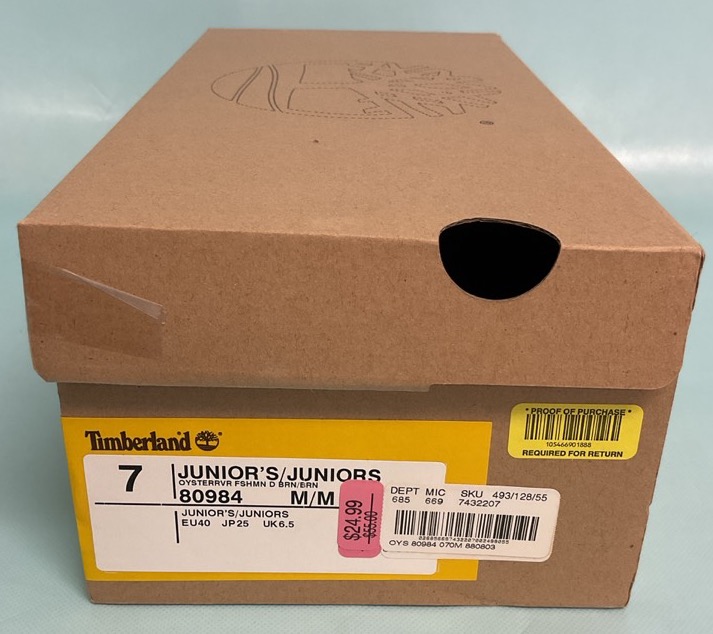 * PROOF OF PURCHASE *
105466901888
REQUIRED FOR RETURN
Timberland®
7
JUNIOR'S/JUNIORS
OYSTERRVR FSHMN D BRN/BRN
80984 M/M
JUNIOR'S/JUNIORS
EU40 JP25 UK6.5
$24.99
$55.00
DEPT MIC SKU 493/128/55
685 669 7432207
OYS 80984 070M 880803
®